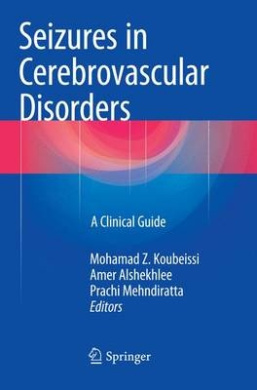 Seizures in
Cerebrovascular
Disorders
A Clinical Guide
Mohamad Z. Koubeissi
Amer Alshekhlee
Prachi Mehndiratta
Editors
Springer